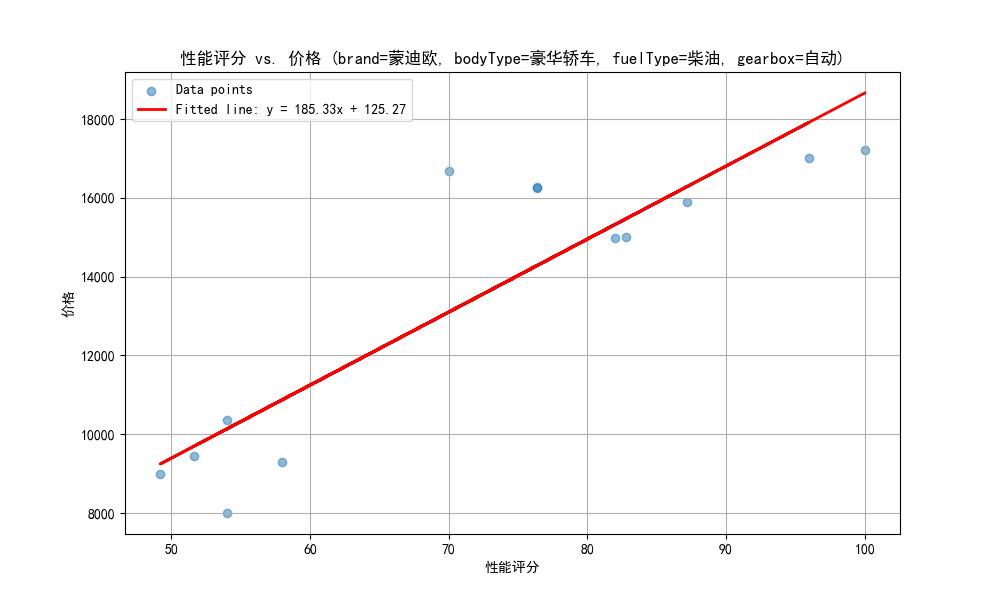 性能评分 vs. 价格 (brand=蒙迪欧, bodyType=豪华轿车, fuelType=柴油, gearbox=自动)
Data points
Fitted line: y = 185.33x + 125.27
18000
16000
14000
12000
10000
8000
价格
50 60 70 80 90 100
性能评分